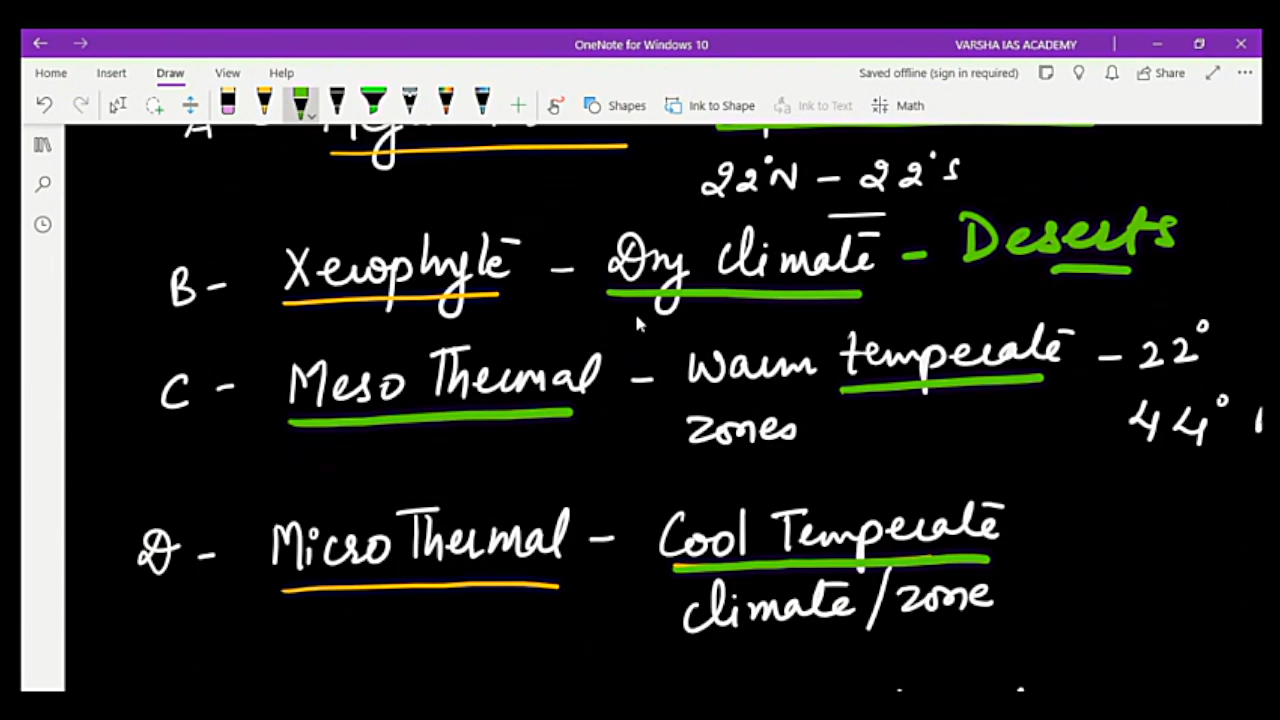 OneNote for Windows 10
VARSHA IAS ACADEMY
Home Insert Draw View Help
Saved offline (sign in required)
Share
Shapes
Ink to Shape
Ink to Text
Math
A -
22°N - 22°S
B - Xerophyte - Dry Climate - Deserts
C - Meso Thermal - Warm temperate - 22°
zones 44°
D - Micro Thermal - Cool Temperate
climate/zone